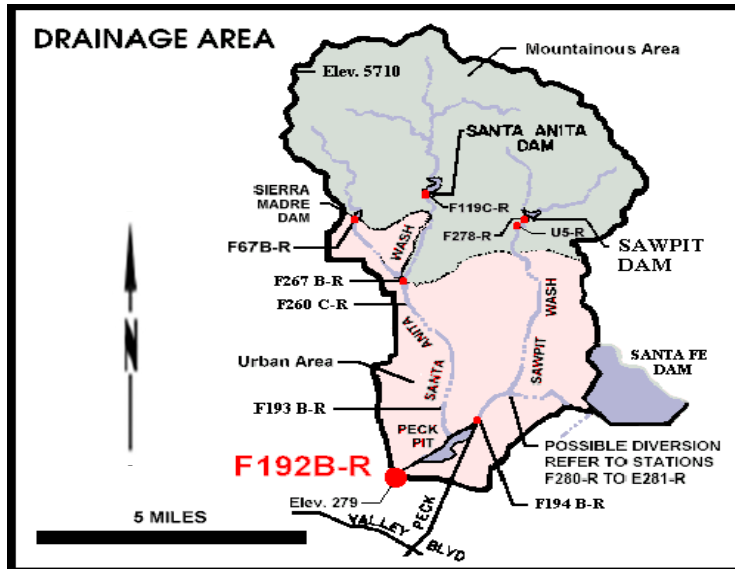 DRAINAGE AREA
Mountainous Area
Elev. 5710
SANTA ANITA
DAM
SIERRA
MADRE
DAM
F119C-R
F278-R
U5-R
SAWPIT
DAM
F67B-R
WASH
F267 B-R
F260 C-R
WASH
ANITA
SANTA
SAWPIT
Urban Area
SANTA FE
DAM
N
F193 B-R
PECK
PIT
POSSIBLE DIVERSION
REFER TO STATIONS
F280-R TO E281-R
F192B-R
Elev. 279
F194 B-R
PECK
VALLEY
BLVD
5 MILES